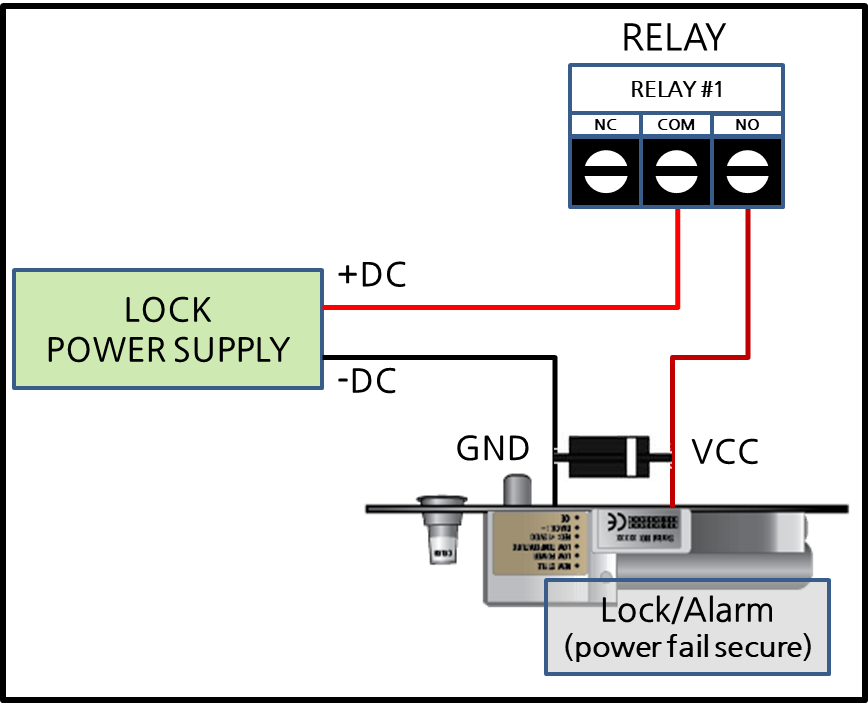 RELAY
RELAY #1
NC COM NO
+DC
LOCK
POWER SUPPLY
-DC
GND
VCC
Lock/Alarm
(power fail secure)